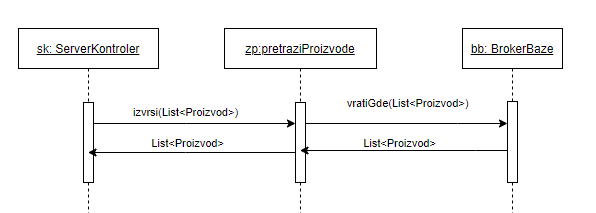 sk: ServerKontroler
zp:pretraziProizvode
bb: BrokerBaze
izvrsi(List<Proizvod>)
vratiGde(List<Proizvod>)
List<Proizvod>
List<Proizvod>